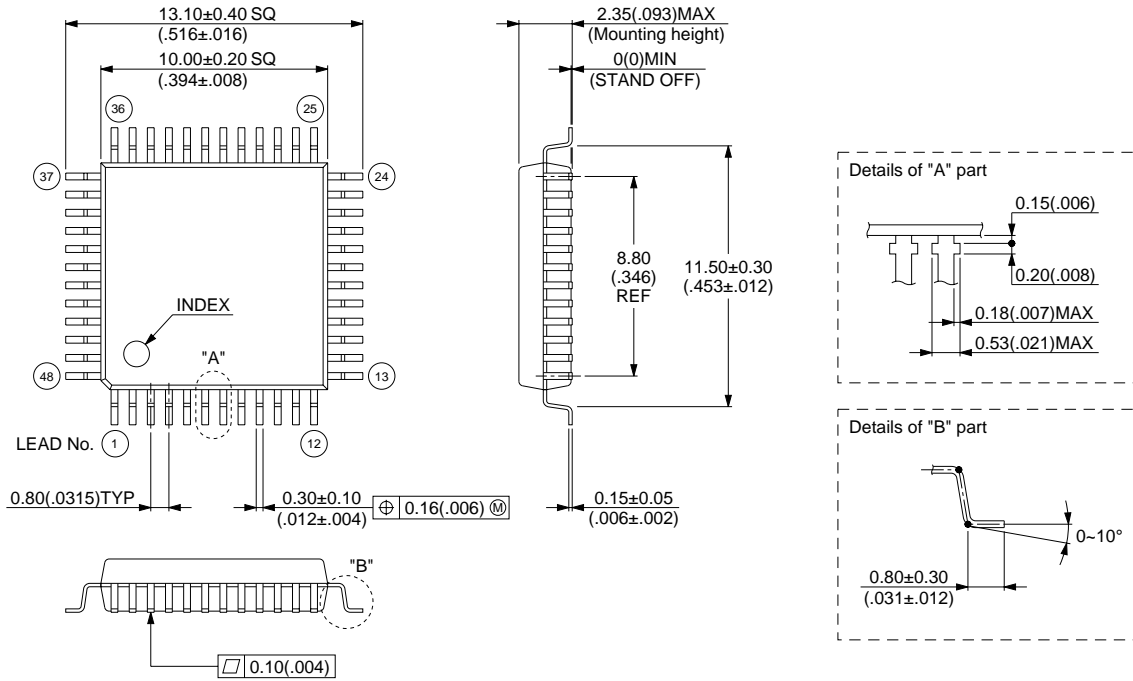 13.10±0.40 SQ
(.516±.016)
10.00±0.20 SQ
(.394±.008)
36
25
37
24
INDEX
"A"
48
13
LEAD No.
1
12
0.80(.0315)TYP
0.30±0.10
(.012±.004)
⌖ 0.16(.006) Ⓜ
"B"
⏥ 0.10(.004)
2.35(.093)MAX
(Mounting height)
0(0)MIN
(STAND OFF)
8.80
(.346)
REF
11.50±0.30
(.453±.012)
0.15±0.05
(.006±.002)
Details of "A" part
0.15(.006)
0.20(.008)
0.18(.007)MAX
0.53(.021)MAX
Details of "B" part
0~10°
0.80±0.30
(.031±.012)